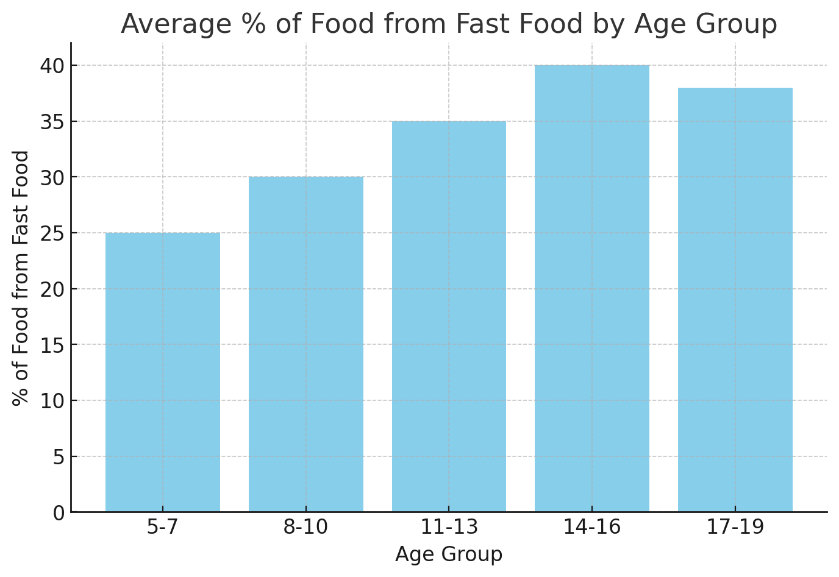 Average % of Food from Fast Food by Age Group
% of Food from Fast Food
40
35
30
25
20
15
10
5
0
5-7 8-10 11-13 14-16 17-19
Age Group